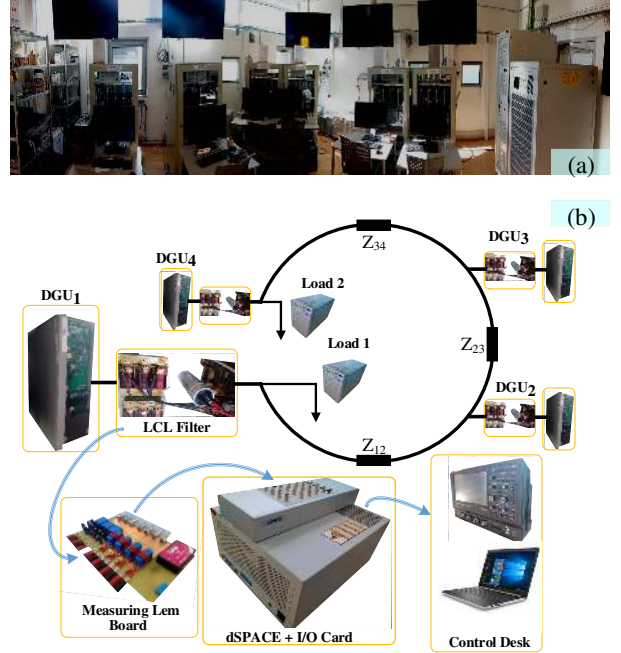 (a)
(b)
Z34
DGU3
DGU4
DGU1
Load 2
Load 1
Z23
DGU2
LCL Filter
Z12
Measuring Lem
Board
dSPACE + I/O Card
Control Desk